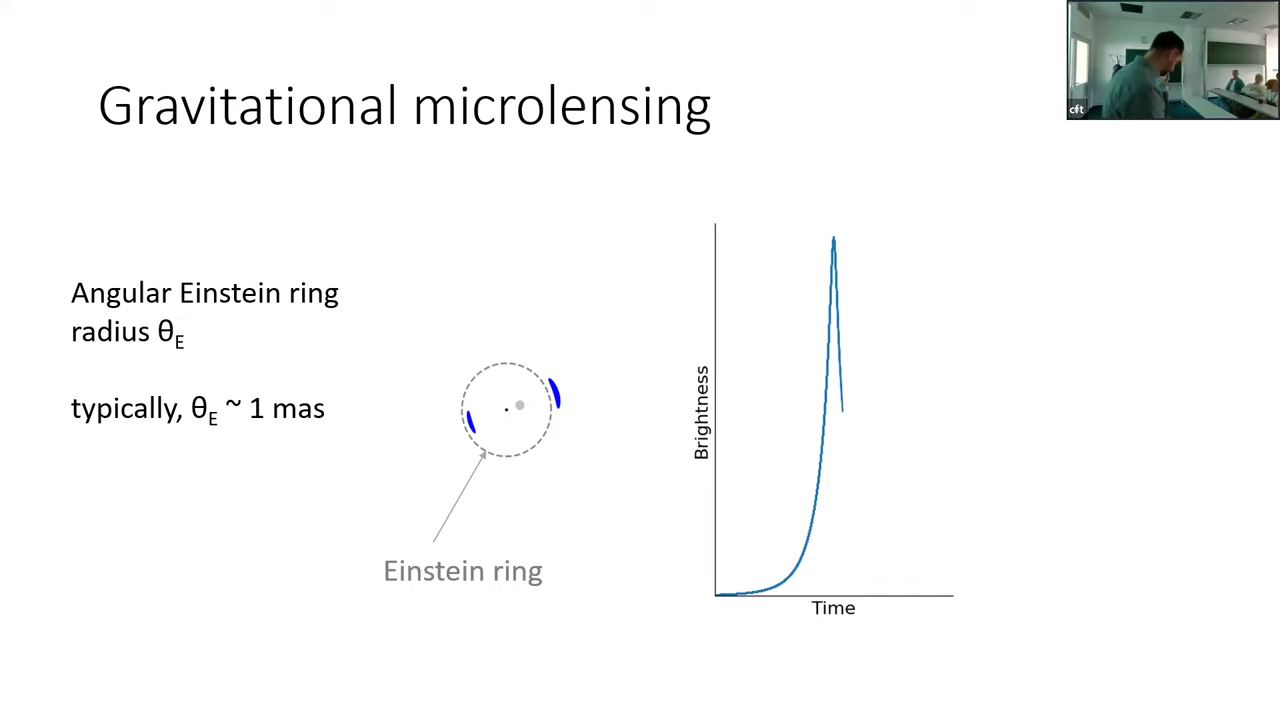 Gravitational microlensing
cft
Angular Einstein ring
radius θE
typically, θE ~ 1 mas
Einstein ring
Brightness
Time